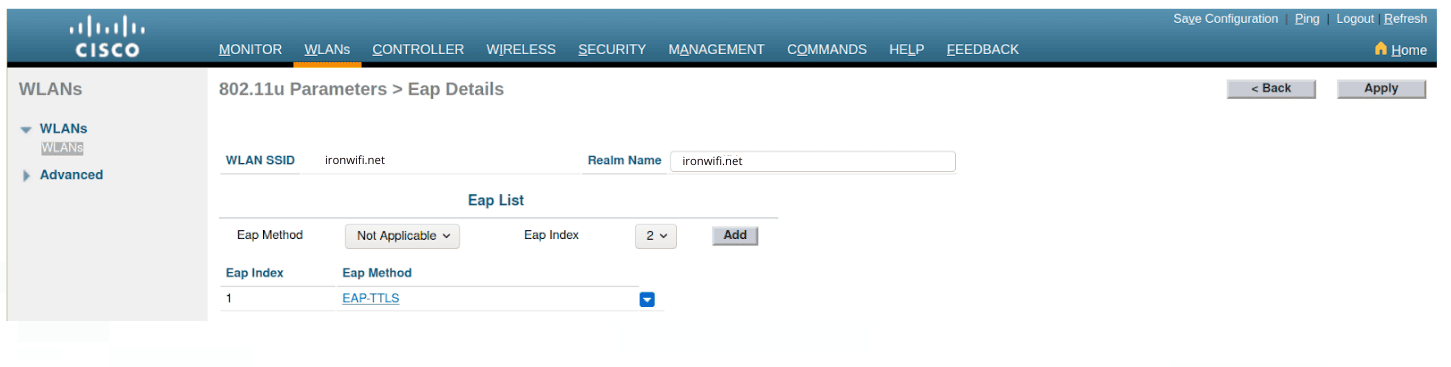 Save Configuration | Ping | Logout | Refresh
CISCO
MONITOR WLANs CONTROLLER WIRELESS SECURITY MANAGEMENT COMMANDS HELP FEEDBACK Home
WLANs
802.11u Parameters > Eap Details
< Back Apply
WLANs
WLANs
Advanced
WLAN SSID ironwifi.net Realm Name ironwifi.net
Eap List
Eap Method Not Applicable Eap Index 2 Add
Eap Index Eap Method
1 EAP-TTLS